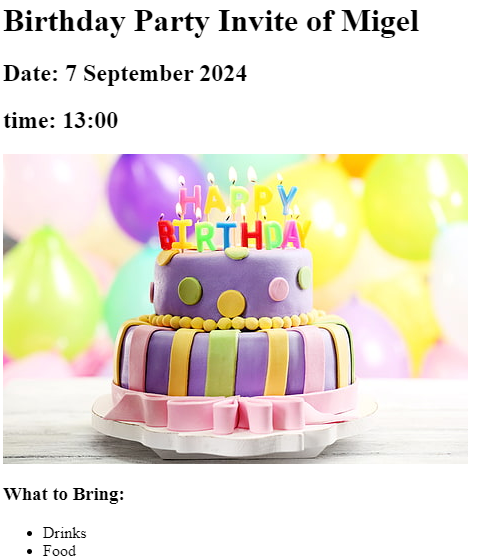 Birthday Party Invite of Migel
Date: 7 September 2024
time: 13:00
HAPPY
BIRTHDAY
What to Bring:
Drinks
Food